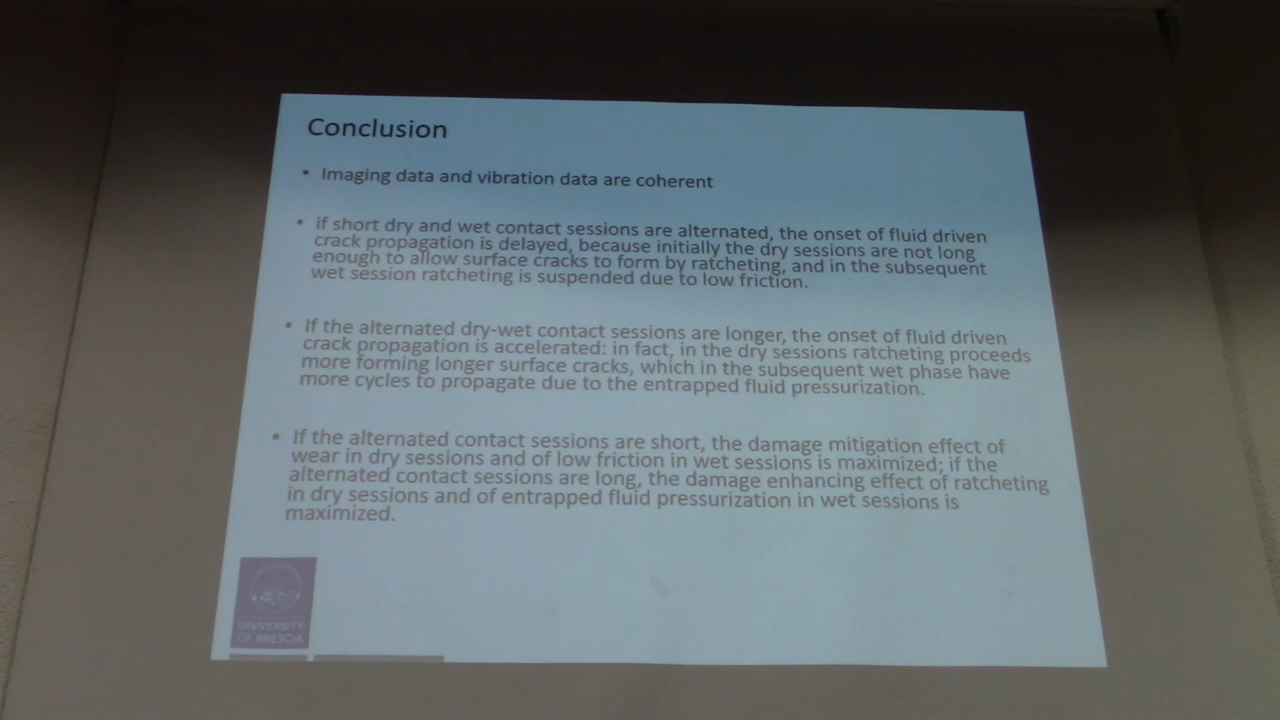 Conclusion
• Imaging data and vibration data are coherent
• if short dry and wet contact sessions are alternated, the onset of fluid driven
crack propagation is delayed, because initially the dry sessions are not long
enough to allow surface cracks to form by ratcheting, and in the subsequent
wet session ratcheting is suspended due to low friction.
• If the alternated dry-wet contact sessions are longer, the onset of fluid driven
crack propagation is accelerated: in fact, in the dry sessions ratcheting proceeds
more forming longer surface cracks, which in the subsequent wet phase have
more cycles to propagate due to the entrapped fluid pressurization.
• If the alternated contact sessions are short, the damage mitigation effect of
wear in dry sessions and of low friction in wet sessions is maximized; if the
alternated contact sessions are long, the damage enhancing effect of ratcheting
in dry sessions and of entrapped fluid pressurization in wet sessions is
maximized.
UNIVERSITY
OF BRESCIA